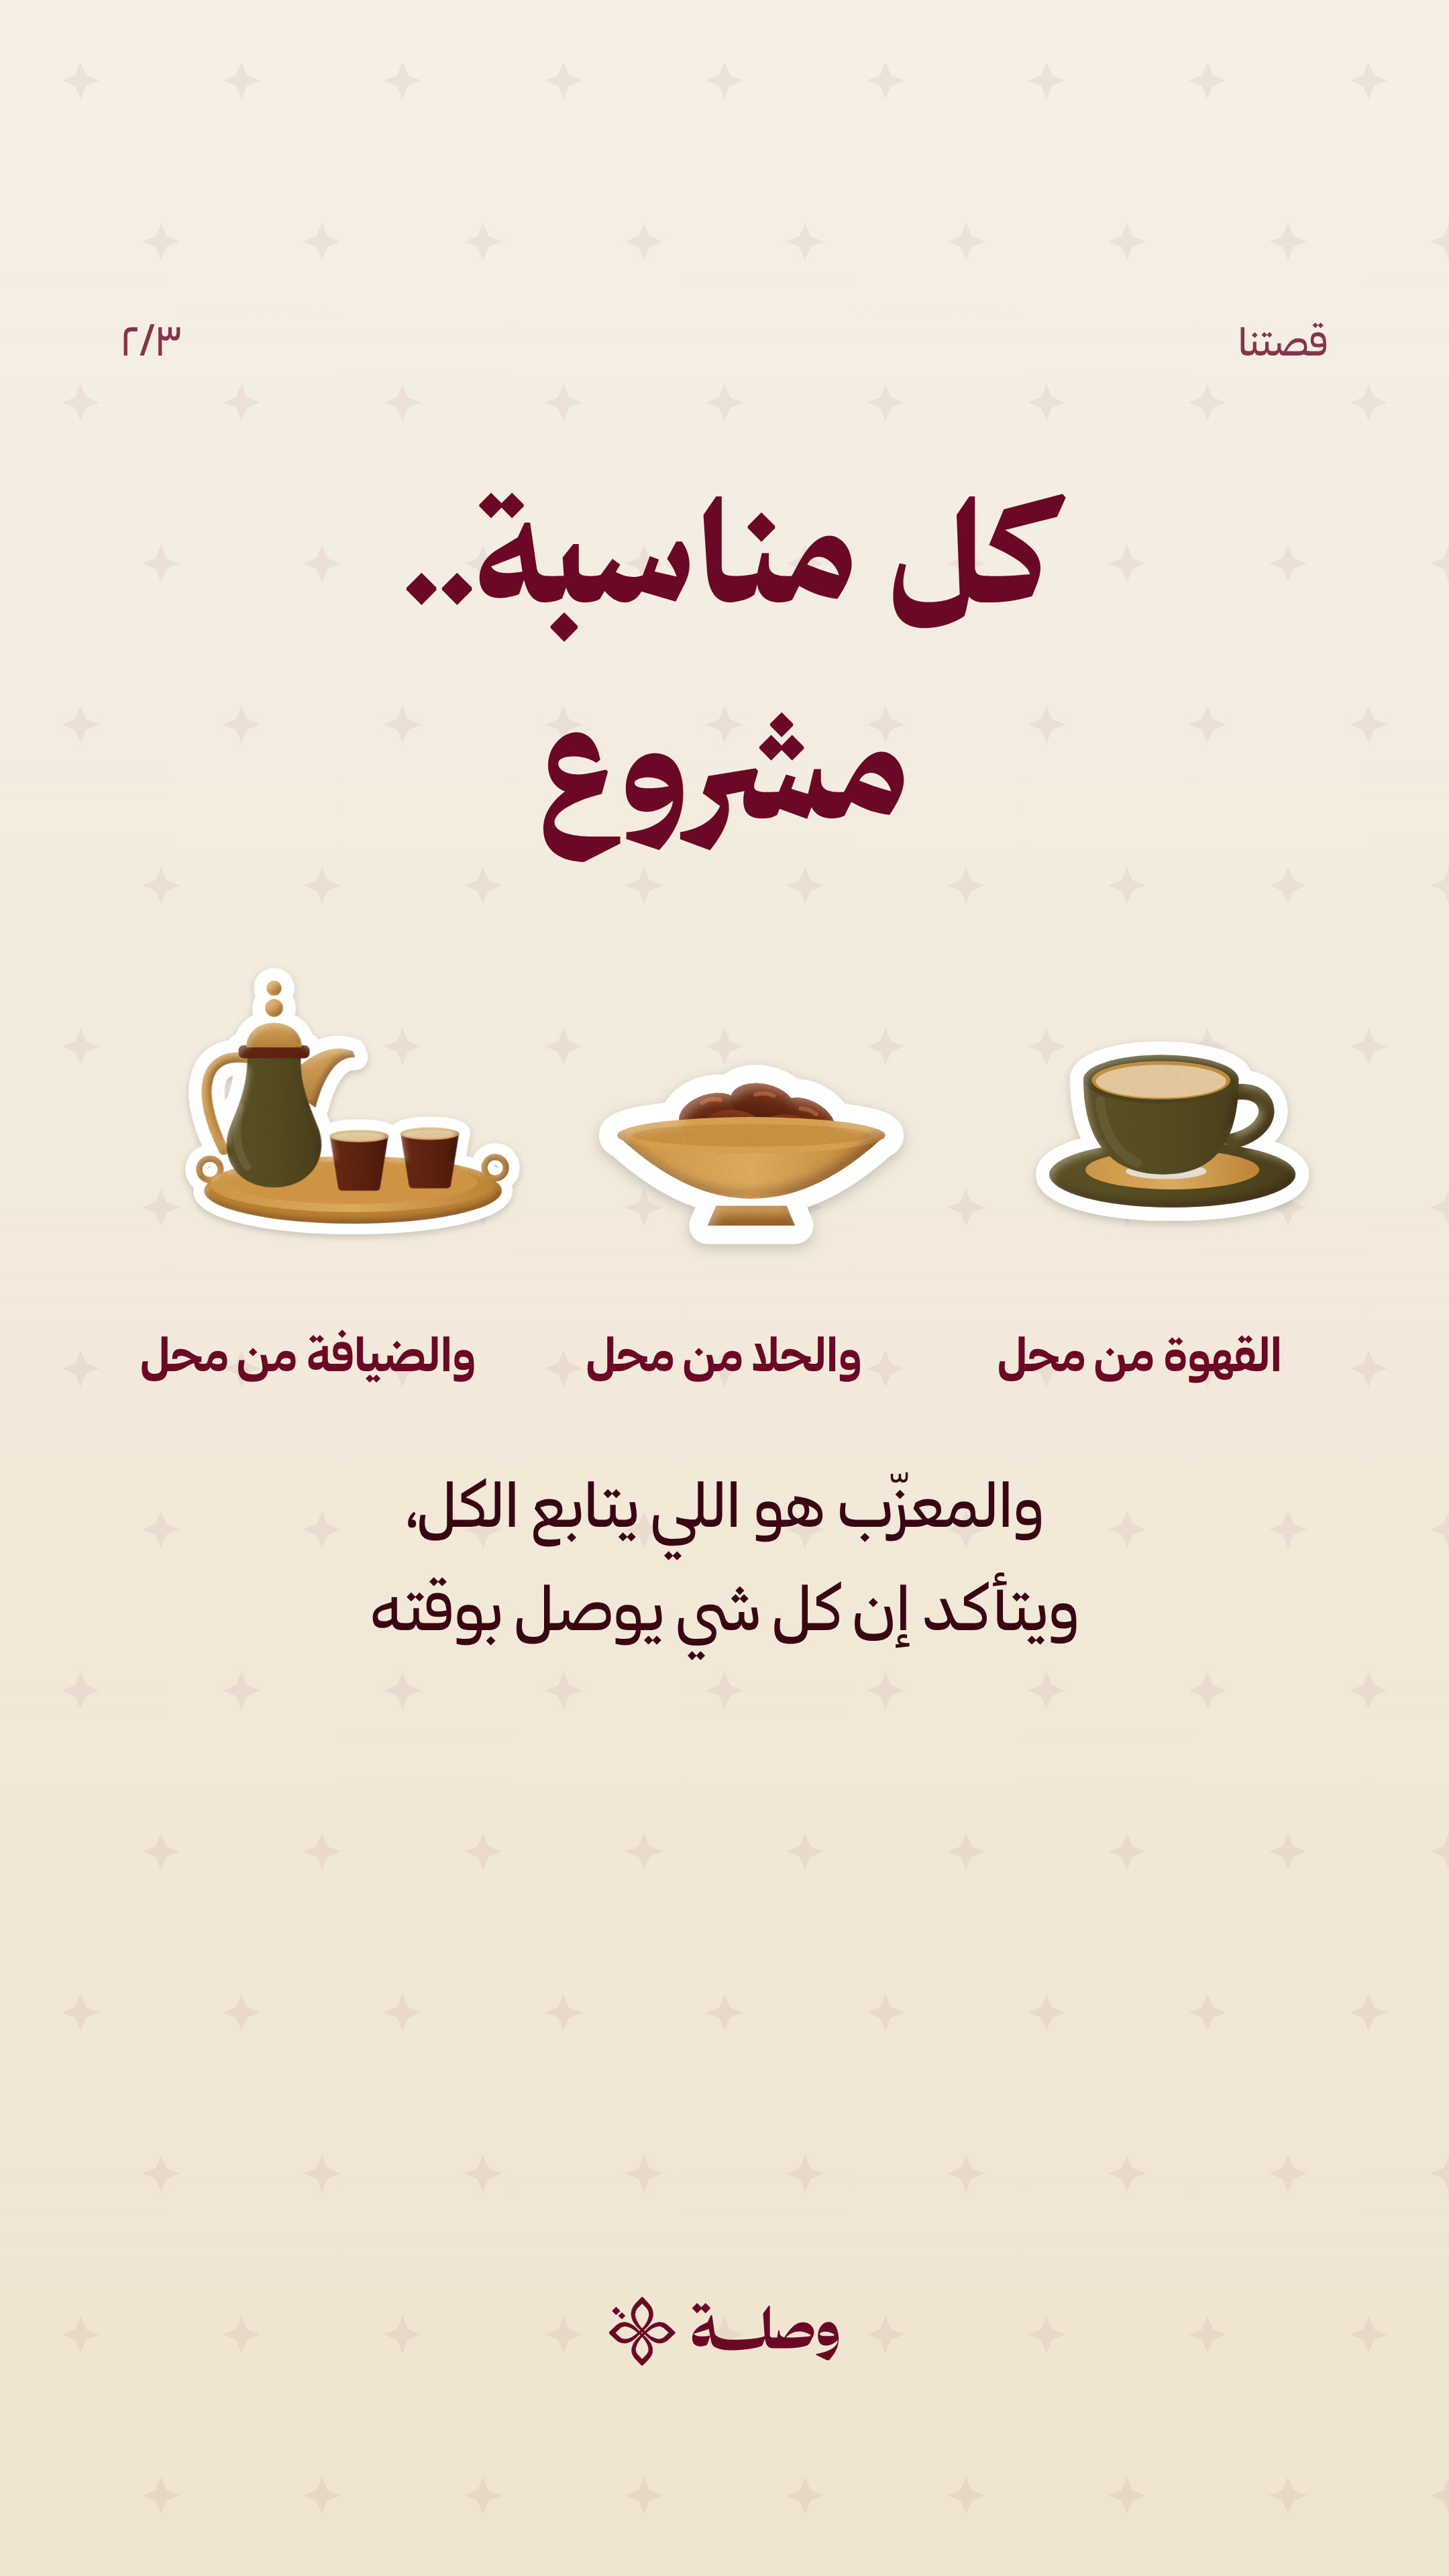 قصتنا
٢/٣
كل مناسبة..
مشروع
القهوة من محل
والحلا من محل
والضيافة من محل
والمعزّب هو اللي يتابع الكل،
ويتأكد إن كل شي يوصل بوقته
وصلـة